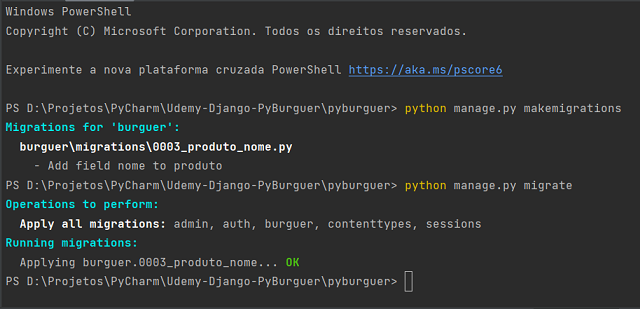 Windows PowerShell
Copyright (C) Microsoft Corporation. Todos os direitos reservados.
Experimente a nova plataforma cruzada PowerShell https://aka.ms/pscore6
PS D:\Projetos\PyCharm\Udemy-Django-PyBurguer\pyburguer> python manage.py makemigrations
Migrations for 'burguer':
burguer\migrations\0003_produto_nome.py
- Add field nome to produto
PS D:\Projetos\PyCharm\Udemy-Django-PyBurguer\pyburguer> python manage.py migrate
Operations to perform:
Apply all migrations: admin, auth, burguer, contenttypes, sessions
Running migrations:
Applying burguer.0003_produto_nome... OK
PS D:\Projetos\PyCharm\Udemy-Django-PyBurguer\pyburguer>